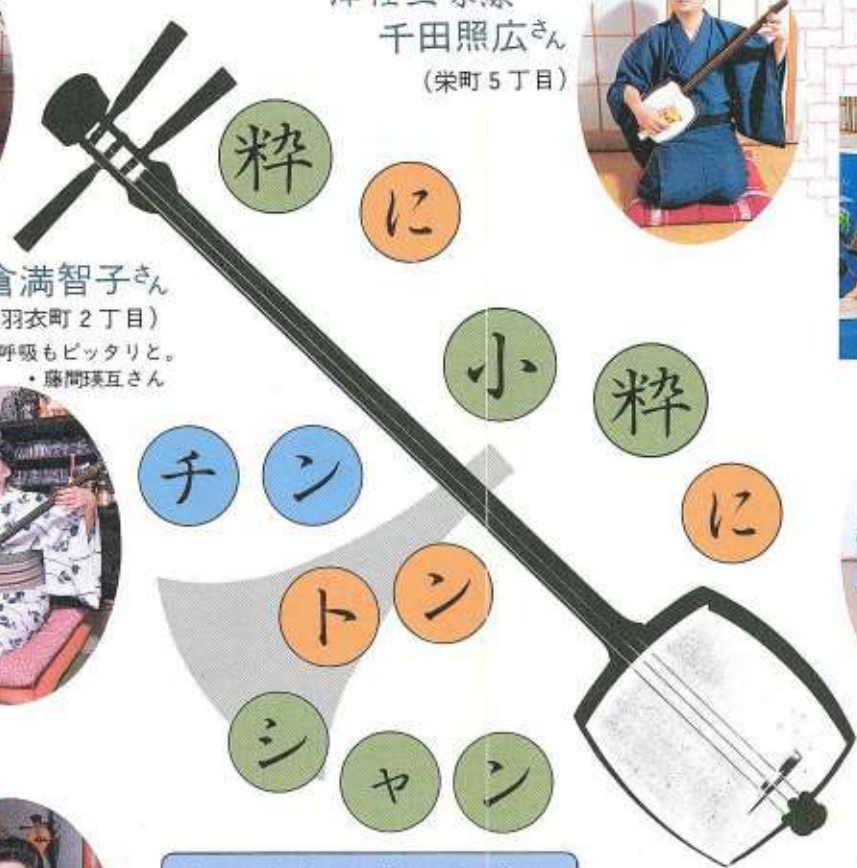 千田照広さん
(栄町5丁目)
粋に
小粋に
満智子さん
羽衣町2丁目)
呼吸もピッタリと。
・藤間瑛互さん
チン
トン
シャン